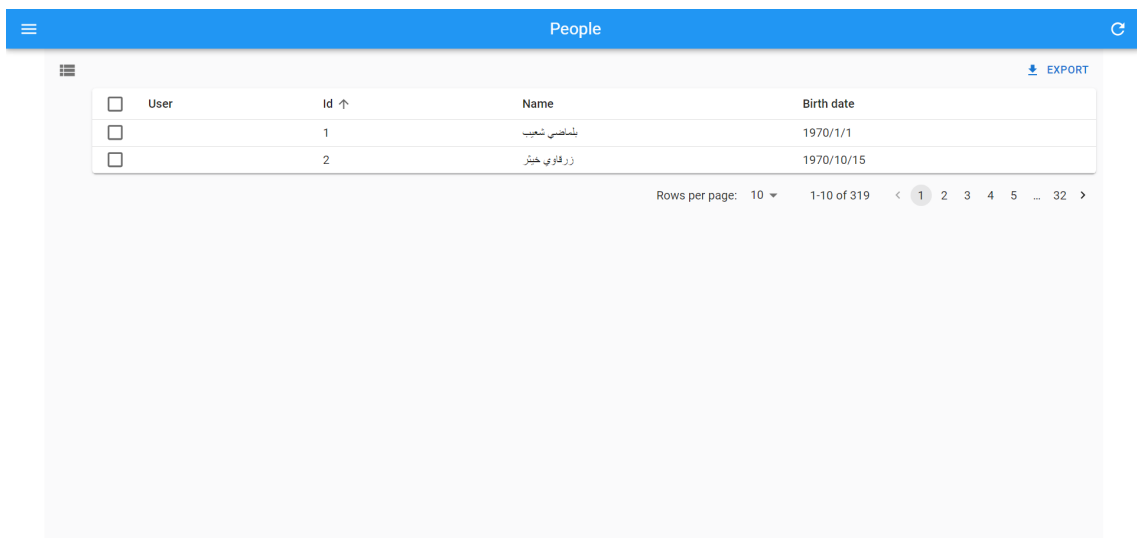 People
EXPORT
User Id Name Birth date
1 بلماضي شعيب 1970/1/1
2 زرقاوي 1970/10/15
Rows per page: 10 1-10 of 319 1 2 3 4 5 … 32